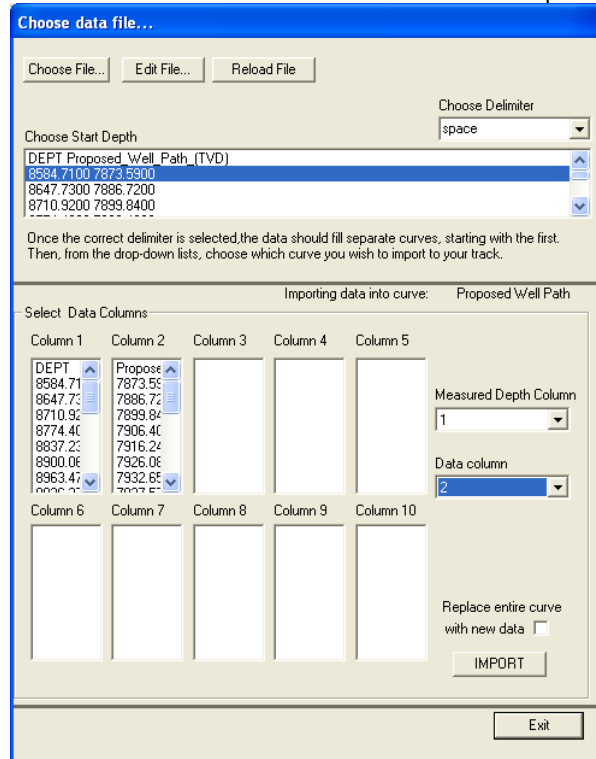 Choose data file...
Choose File... Edit File... Reload File
Choose Delimiter
space
Choose Start Depth
DEPT Proposed_Well_Path_(TVD)
8584.7100 7873.5900
8647.7300 7886.7200
8710.9200 7899.8400
Once the correct delimiter is selected,the data should fill separate curves, starting with the first.
Then, from the drop-down lists, choose which curve you wish to import to your track.
Importing data into curve: Proposed Well Path
Select Data Columns
Column 1 Column 2 Column 3 Column 4 Column 5
DEPT Propose
8584.71 7873.59
8647.73 7886.72
8710.92 7899.84
8774.40 7906.40
8837.23 7916.24
8900.06 7926.08
8963.47 7932.65
Measured Depth Column
1
Data column
2
Column 6 Column 7 Column 8 Column 9 Column 10
Replace entire curve
with new data
IMPORT
Exit